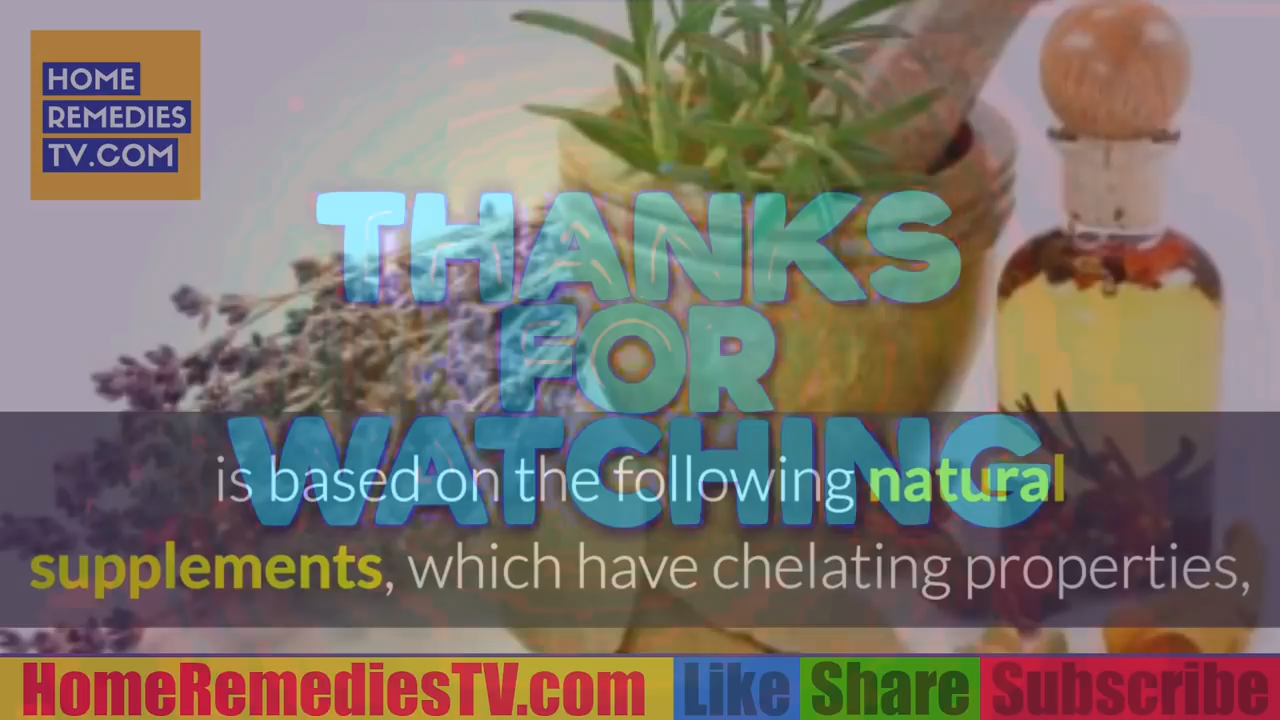 HOME
REMEDIES
TV.COM
THANKS
FOR
WATCHING
is based on the following natural
supplements, which have chelating properties,
HomeRemediesTV.com Like Share Subscribe